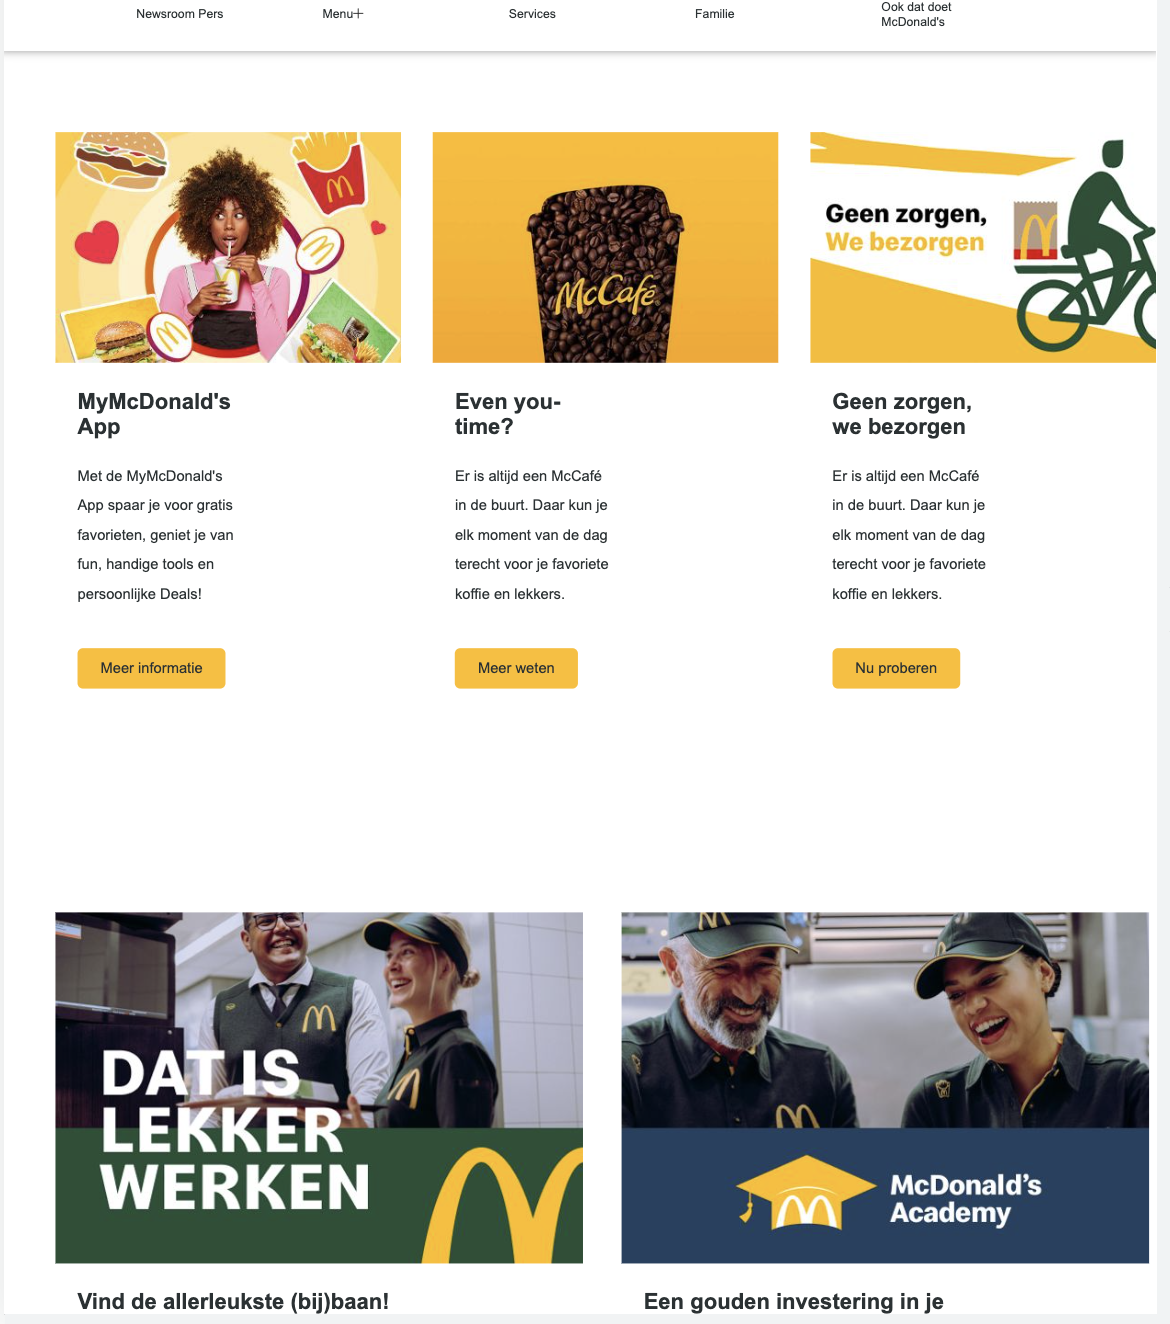 Newsroom Pers
Menu+
Services
Familie
Ook dat doet
McDonald's
McCafé
Geen zorgen,
We bezorgen
MyMcDonald's
App
Met de MyMcDonald's
App spaar je voor gratis
favorieten, geniet je van
fun, handige tools en
persoonlijke Deals!
Meer informatie
Even you-
time?
Er is altijd een McCafé
in de buurt. Daar kun je
elk moment van de dag
terecht voor je favoriete
koffie en lekkers.
Meer weten
Geen zorgen,
we bezorgen
Er is altijd een McCafé
in de buurt. Daar kun je
elk moment van de dag
terecht voor je favoriete
koffie en lekkers.
Nu proberen
DAT IS
LEKKER
WERKEN
McDonald's
Academy
Vind de allerleukste (bij)baan!
Een gouden investering in je